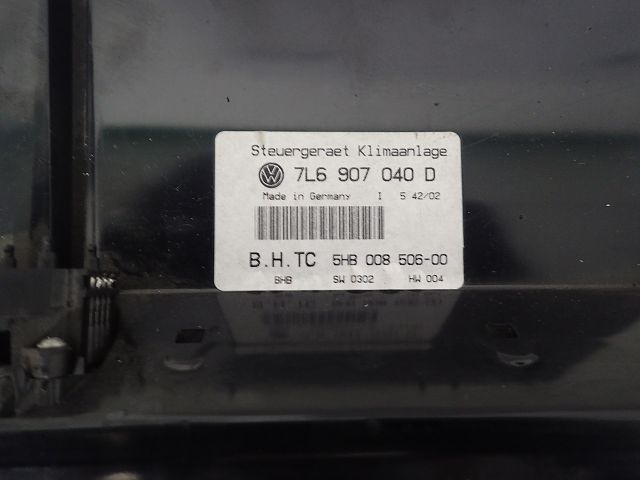 Steuergeraet Klimaanlage
7L6 907 040 D
Made in Germany I S 42/02
B.H.TC 5HB 008 506-00
BHB SW 0302 HW 004